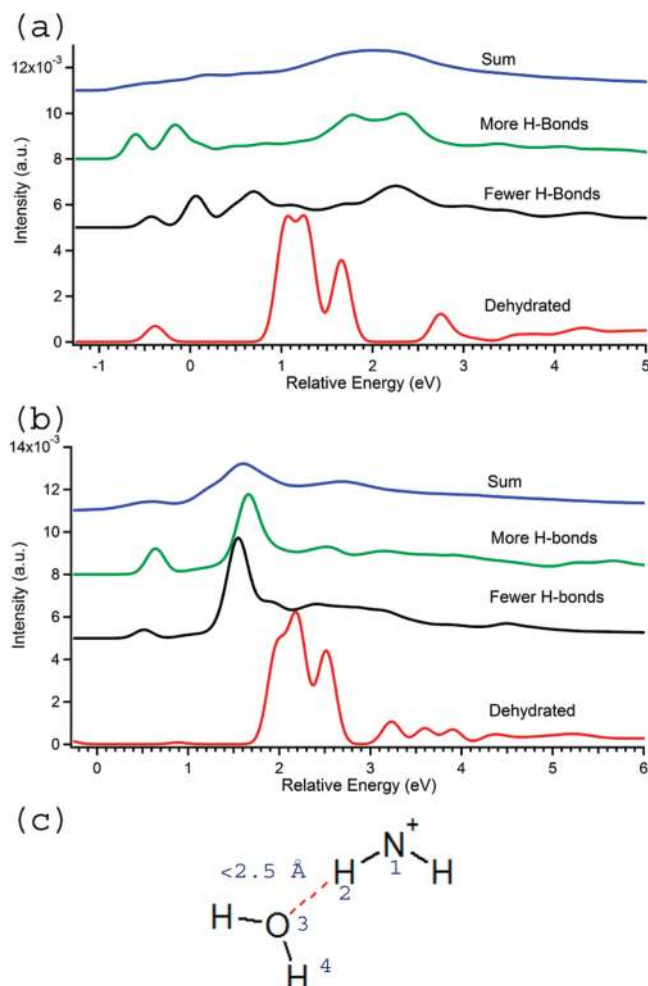 (a)
12x10⁻³
10
8
6
4
2
0
Intensity (a.u.)
Sum
More H-Bonds
Fewer H-Bonds
Dehydrated
-1 0 1 2 3 4 5
Relative Energy (eV)
(b)
14x10⁻³
12
10
8
6
4
2
0
Intensity (a.u.)
Sum
More H-bonds
Fewer H-bonds
Dehydrated
0 1 2 3 4 5 6
Relative Energy (eV)
(c)
+
N
<2.5 Å H 1 H
2
H O 3
H 4